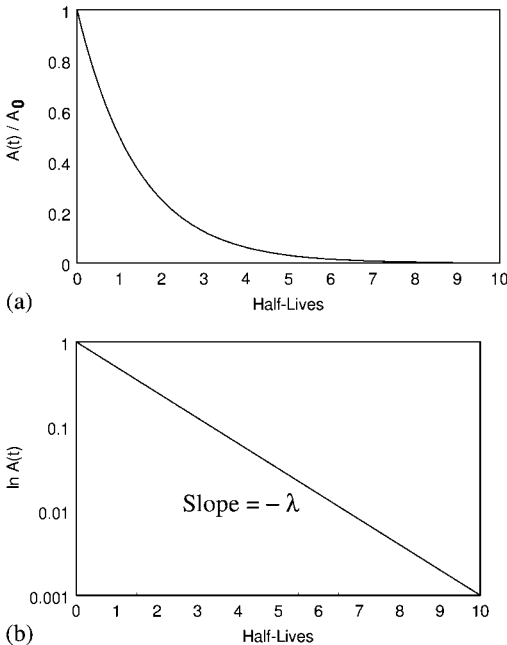 1
0.8
0.6
0.4
0.2
0
A(t) / A0
0 1 2 3 4 5 6 7 8 9 10
Half-Lives
(a)
1
0.1
0.01
0.001
ln A(t)
Slope = – λ
0 1 2 3 4 5 6 7 8 9 10
Half-Lives
(b)